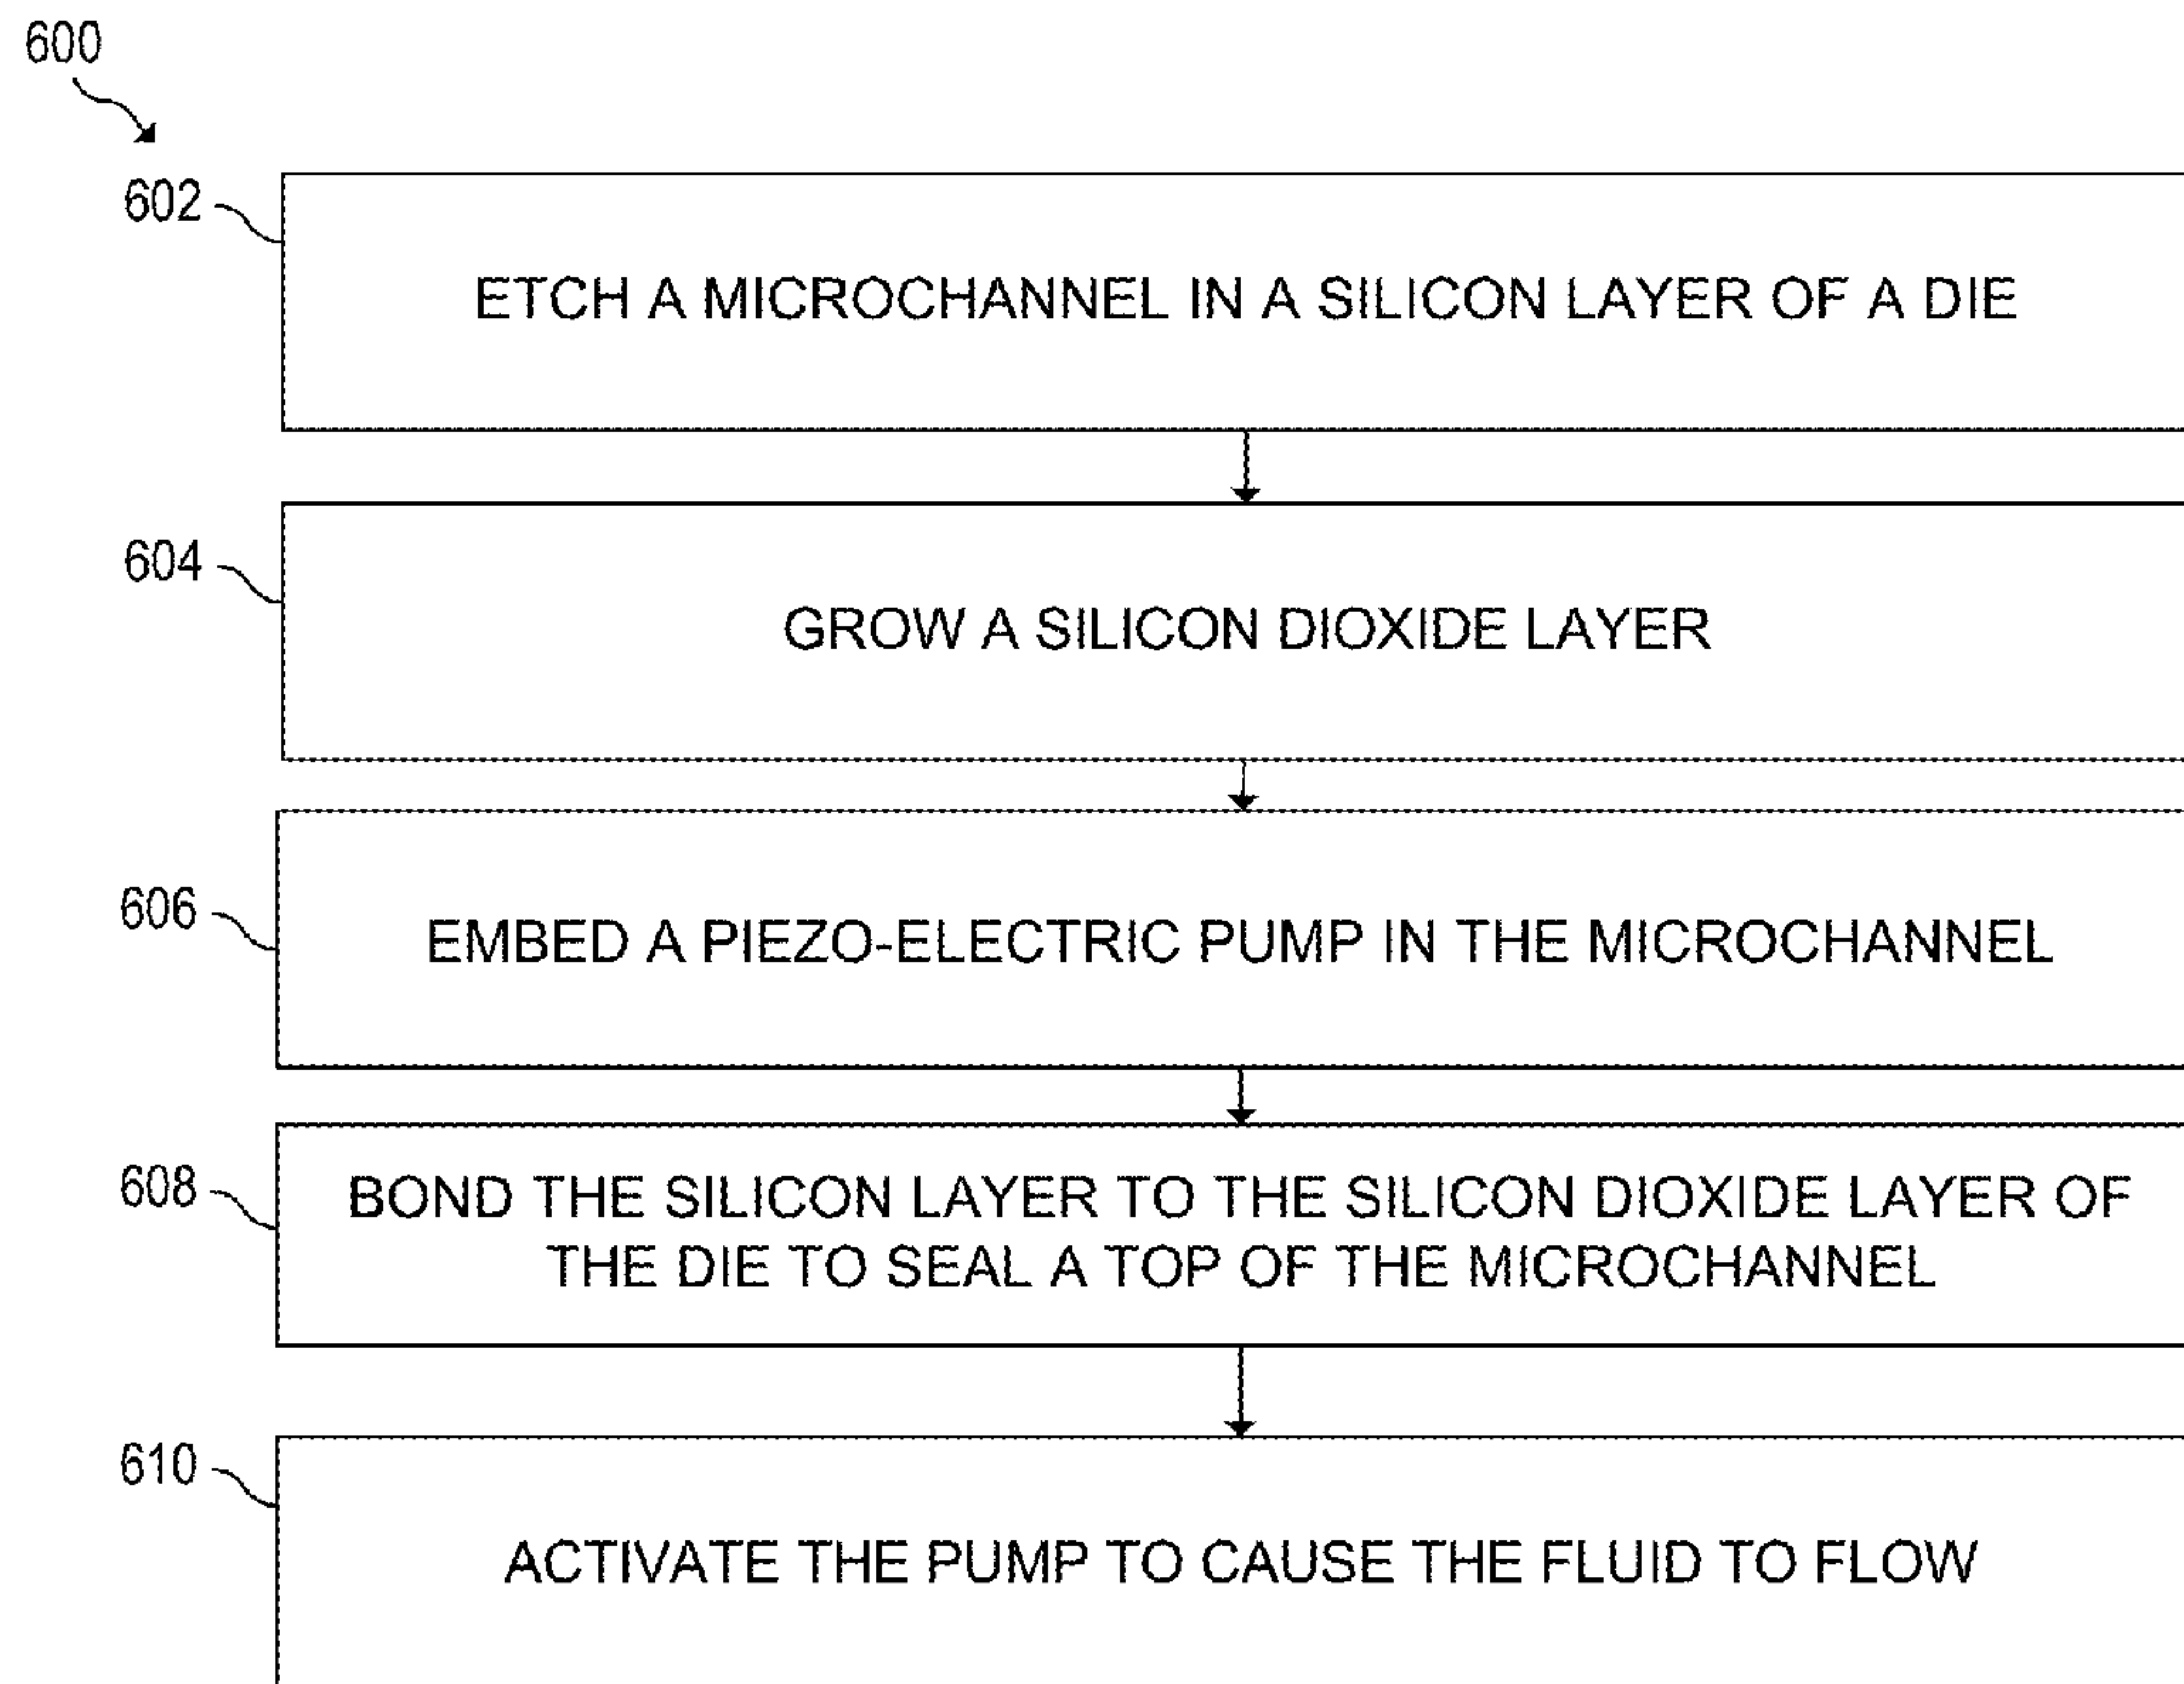 600
602
ETCH A MICROCHANNEL IN A SILICON LAYER OF A DIE
604
GROW A SILICON DIOXIDE LAYER
606
EMBED A PIEZO-ELECTRIC PUMP IN THE MICROCHANNEL
608
BOND THE SILICON LAYER TO THE SILICON DIOXIDE LAYER OF
THE DIE TO SEAL A TOP OF THE MICROCHANNEL
610
ACTIVATE THE PUMP TO CAUSE THE FLUID TO FLOW